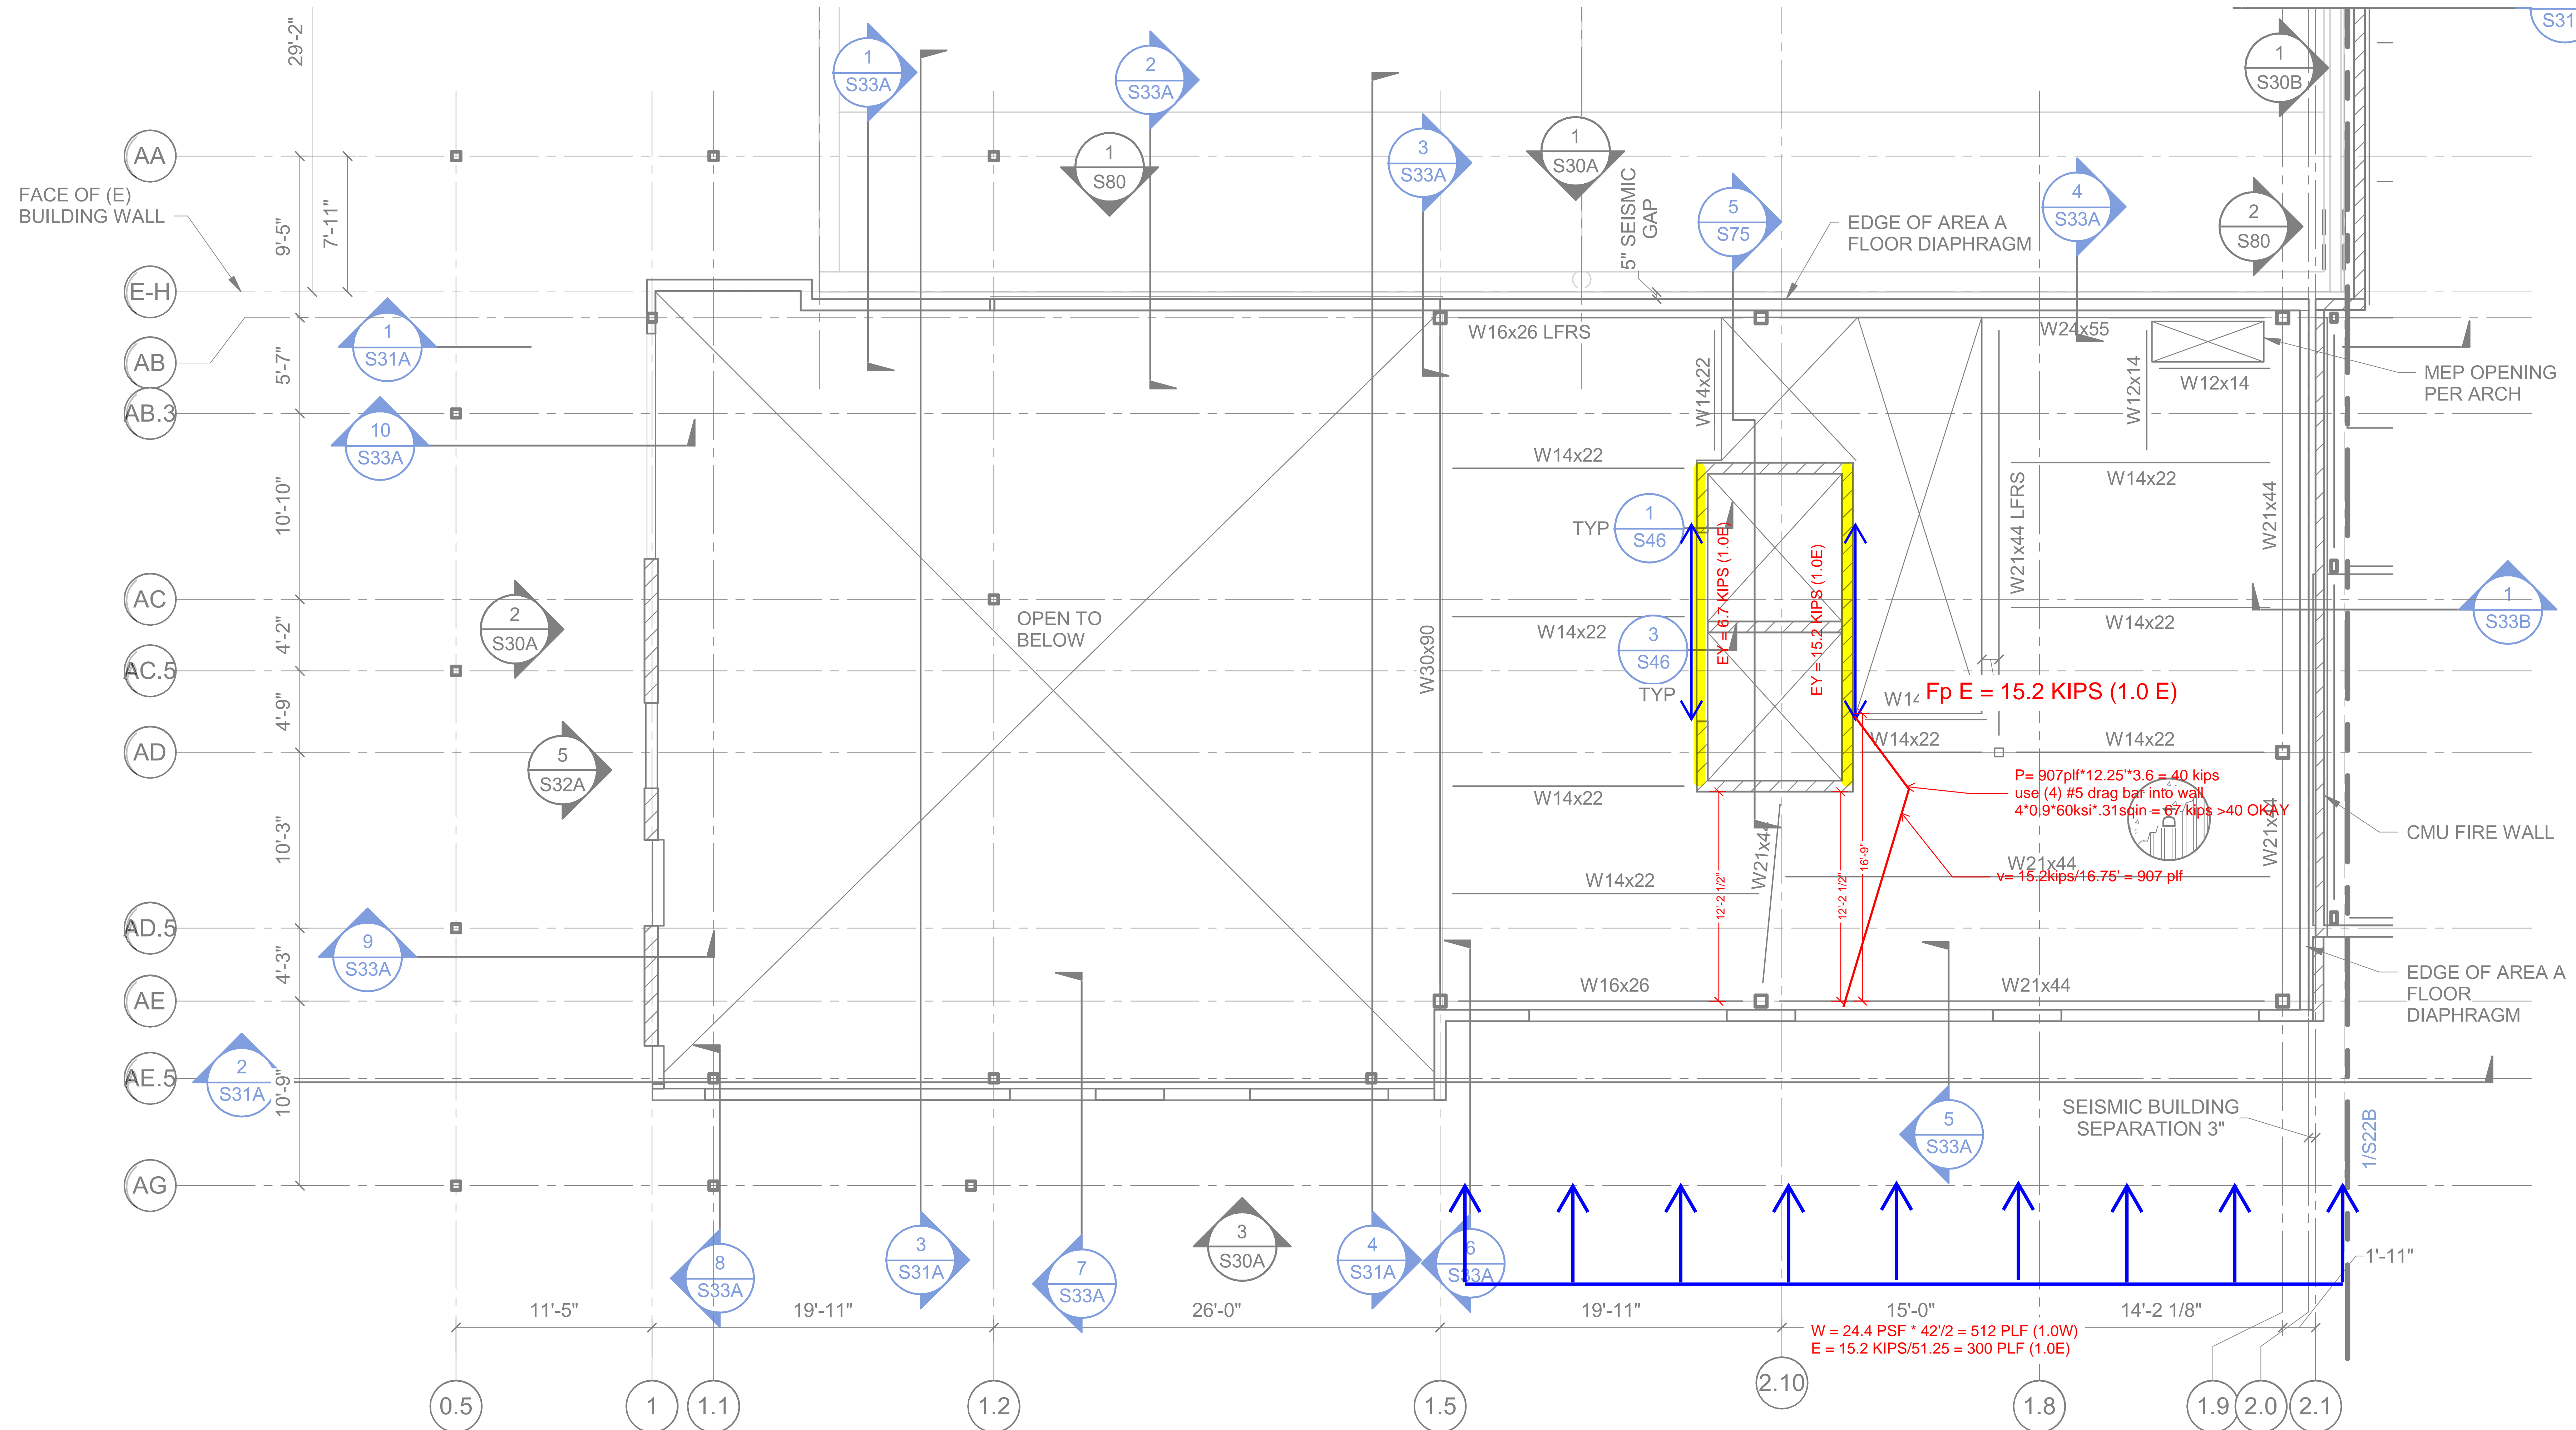 29'-2"
1
S33A
2
S33A
1
S30B
S31
AA
1
S80
3
S33A
1
S30A
5
S75
4
S33A
2
S80
FACE OF (E)
BUILDING WALL
9'-5"
7'-11"
5" SEISMIC
GAP
EDGE OF AREA A
FLOOR DIAPHRAGM
E-H
1
S31A
AB
5'-7"
W16x26 LFRS
W24x55
W14x22
W12x14
W12x14
MEP OPENING
PER ARCH
AB.3
10
S33A
W14x22
W14x22
10'-10"
TYP
1
S46
EY = 6.7 KIPS (1.0E)
EY = 15.2 KIPS (1.0E)
W21x44 LFRS
W21x44
AC
2
S30A
OPEN TO
BELOW
W14x22
W14x22
1
S33B
4'-2"
W30x90
3
S46
TYP
AC.5
4'-9"
W14
Fp E = 15.2 KIPS (1.0 E)
AD
5
S32A
W14x22
W14x22
W14x22
P= 907plf*12.25'*3.6 = 40 kips
use (4) #5 drag bar into wall
4*0.9*60ksi*.31sqin = 67 kips >40 OKAY
D
W21x44
CMU FIRE WALL
10'-3"
W21x44
16'-9"
W21x44
v= 15.2kips/16.75' = 907 plf
W14x22
12'-2 1/2"
12'-2 1/2"
AD.5
9
S33A
4'-3"
AE
W16x26
W21x44
EDGE OF AREA A
FLOOR
DIAPHRAGM
AE.5
2
S31A
10'-9"
5
S33A
SEISMIC BUILDING
SEPARATION 3"
1/S22B
AG
8
S33A
3
S31A
7
S33A
3
S30A
4
S31A
6
S33A
1'-11"
11'-5"
19'-11"
26'-0"
19'-11"
15'-0"
14'-2 1/8"
W = 24.4 PSF * 42'/2 = 512 PLF (1.0W)
E = 15.2 KIPS/51.25 = 300 PLF (1.0E)
0.5
1
1.1
1.2
1.5
2.10
1.8
1.9
2.0
2.1